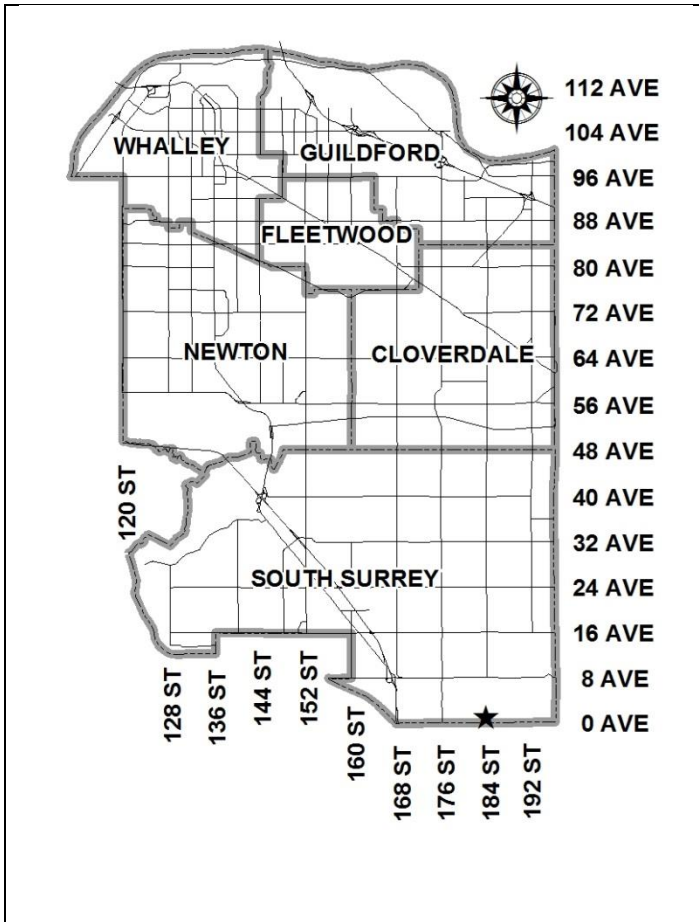 112 AVE
104 AVE
WHALLEY
GUILDFORD
96 AVE
88 AVE
FLEETWOOD
80 AVE
72 AVE
NEWTON
CLOVERDALE
64 AVE
56 AVE
48 AVE
120 ST
40 AVE
32 AVE
SOUTH SURREY
24 AVE
16 AVE
8 AVE
0 AVE
128 ST
136 ST
144 ST
152 ST
160 ST
168 ST
176 ST
184 ST
192 ST